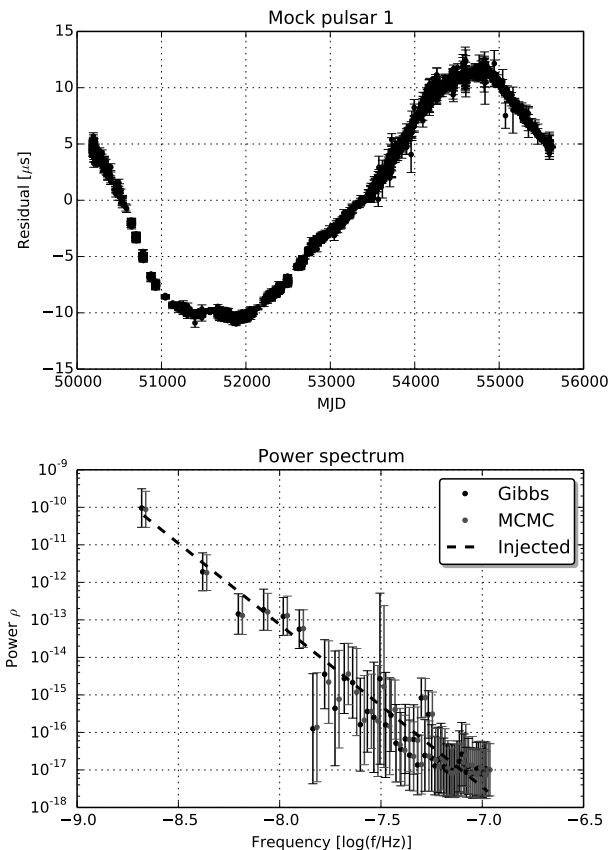 Mock pulsar 1
Residual [μs]
15
10
5
0
−5
−10
−15
50000 51000 52000 53000 54000 55000 56000
MJD
Power spectrum
Power ρ
10⁻⁹
10⁻¹⁰
10⁻¹¹
10⁻¹²
10⁻¹³
10⁻¹⁴
10⁻¹⁵
10⁻¹⁶
10⁻¹⁷
10⁻¹⁸
Gibbs
MCMC
Injected
−9.0 −8.5 −8.0 −7.5 −7.0 −6.5
Frequency [log(f/Hz)]